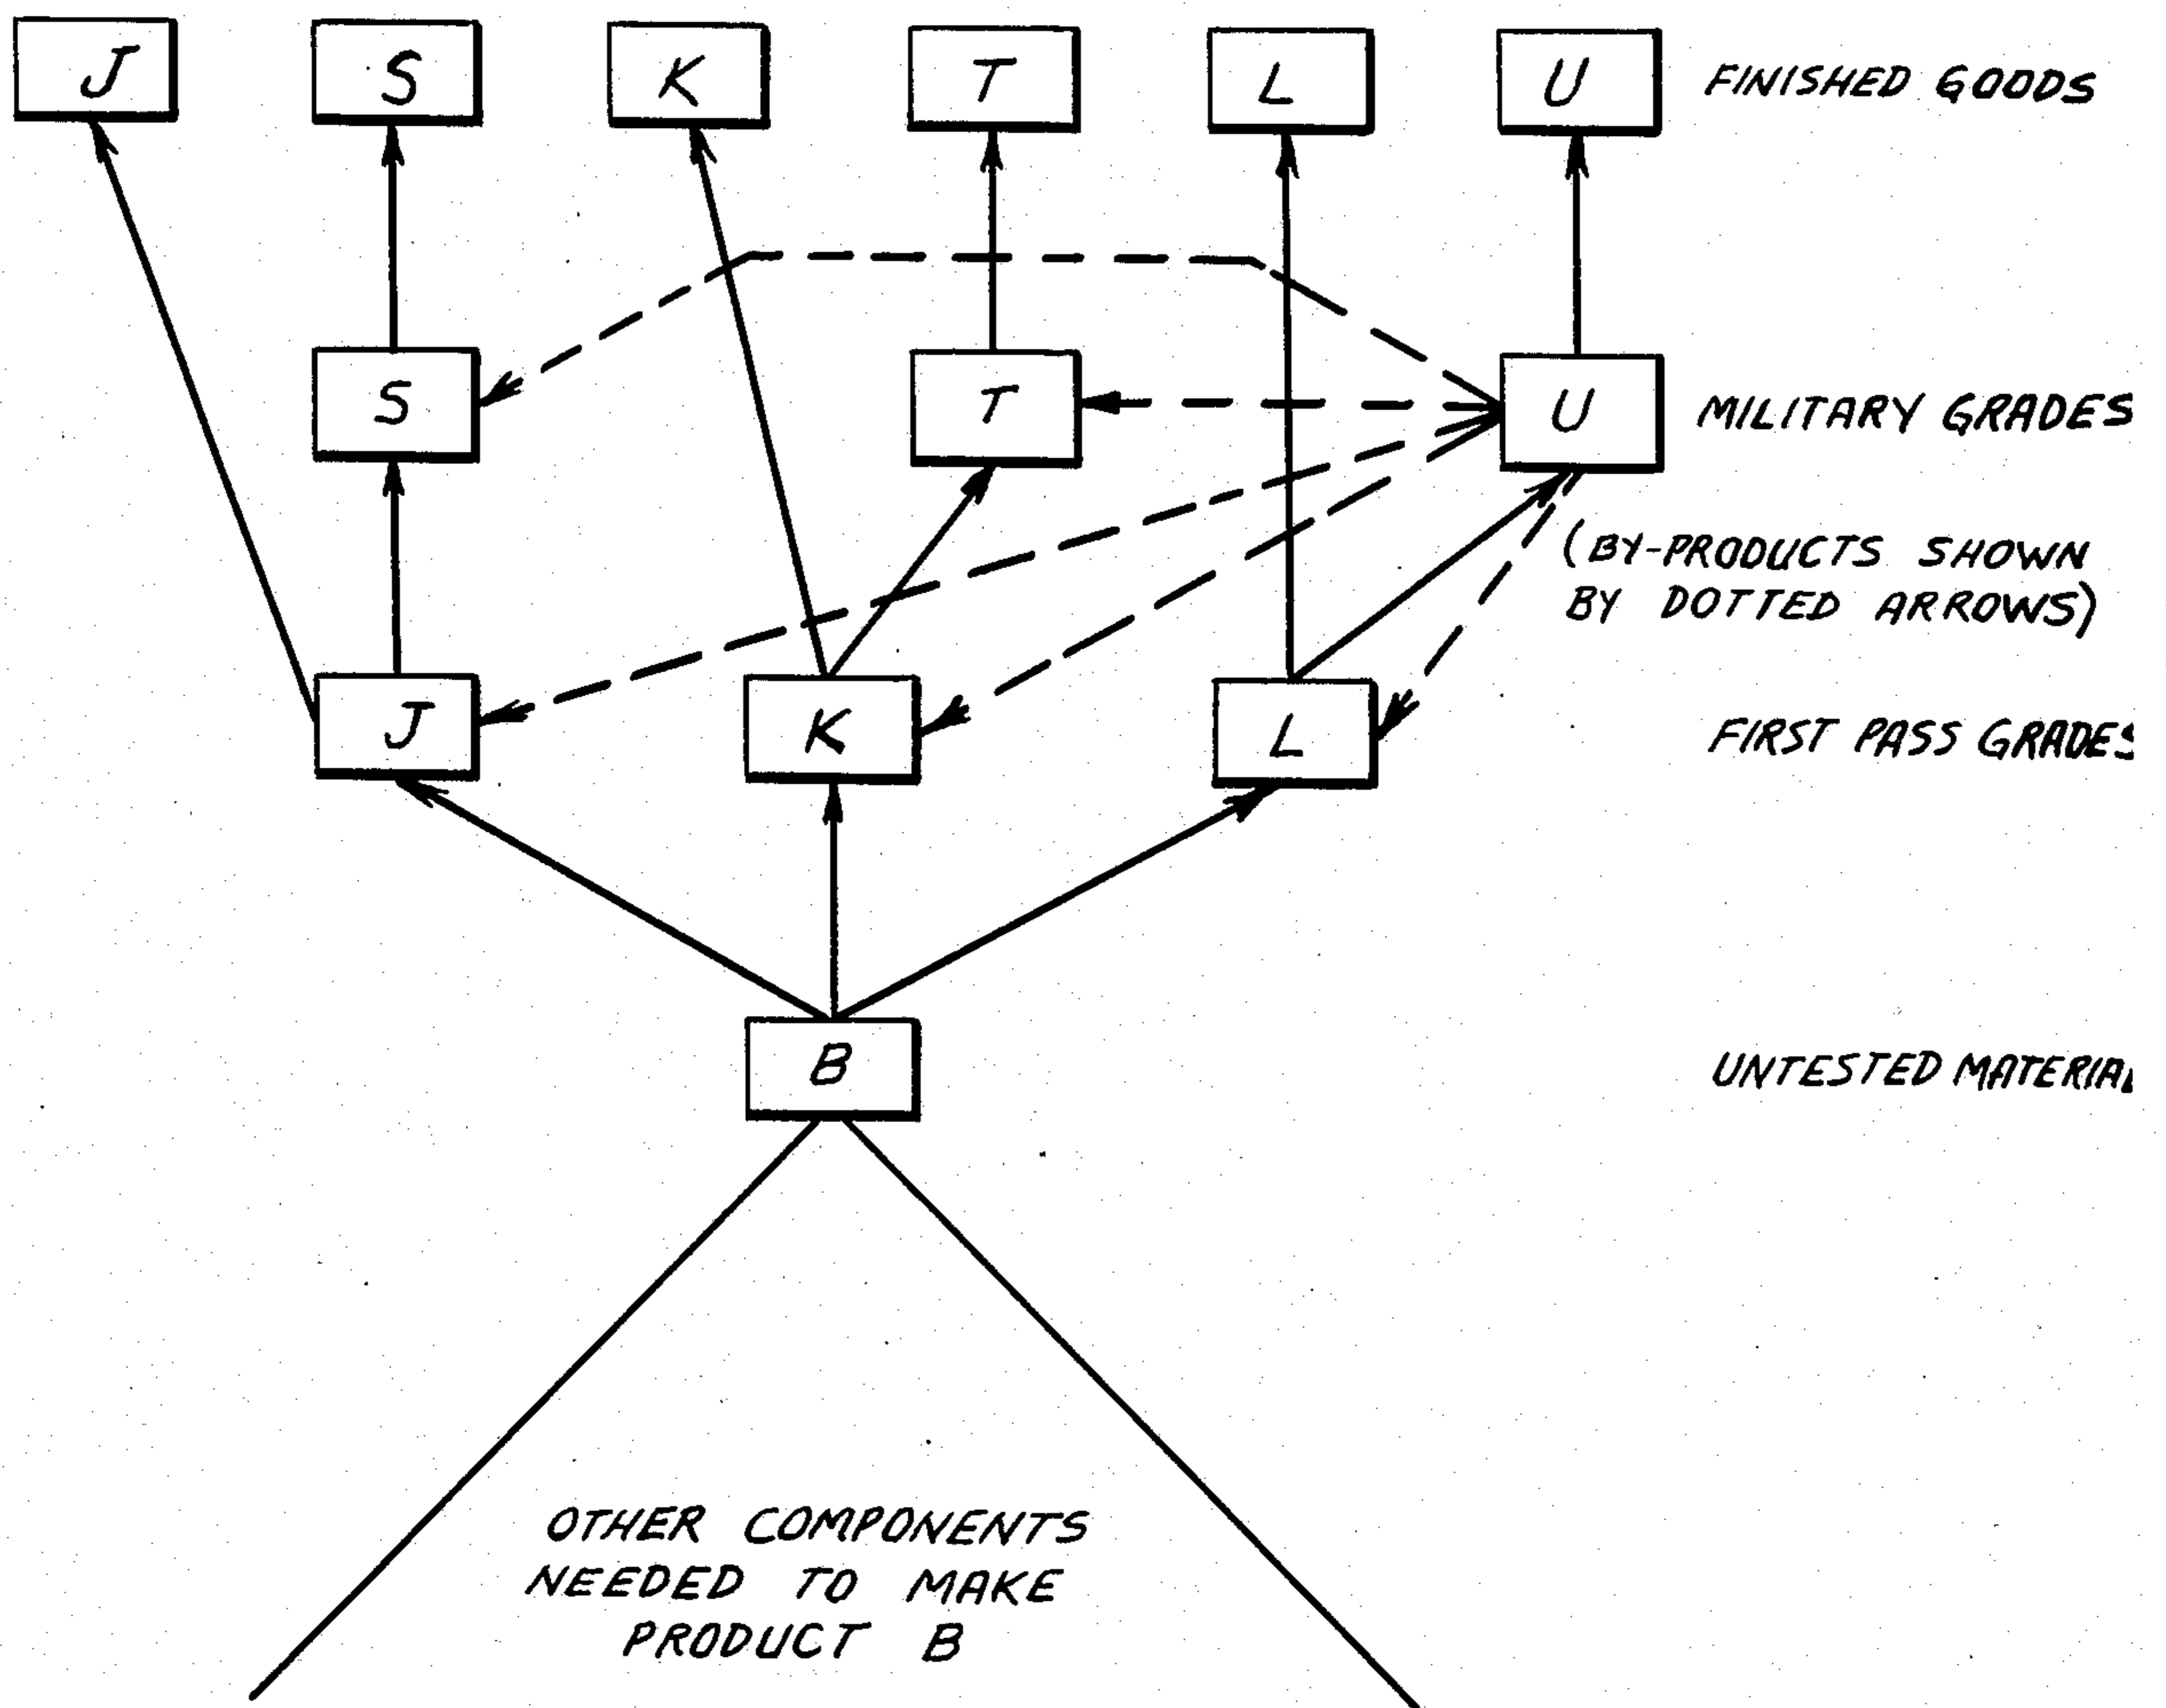 J S K T L U FINISHED GOODS
S T U MILITARY GRADES
(BY-PRODUCTS SHOWN
BY DOTTED ARROWS)
J K L FIRST PASS GRADES
B UNTESTED MATERIAL
OTHER COMPONENTS
NEEDED TO MAKE
PRODUCT B